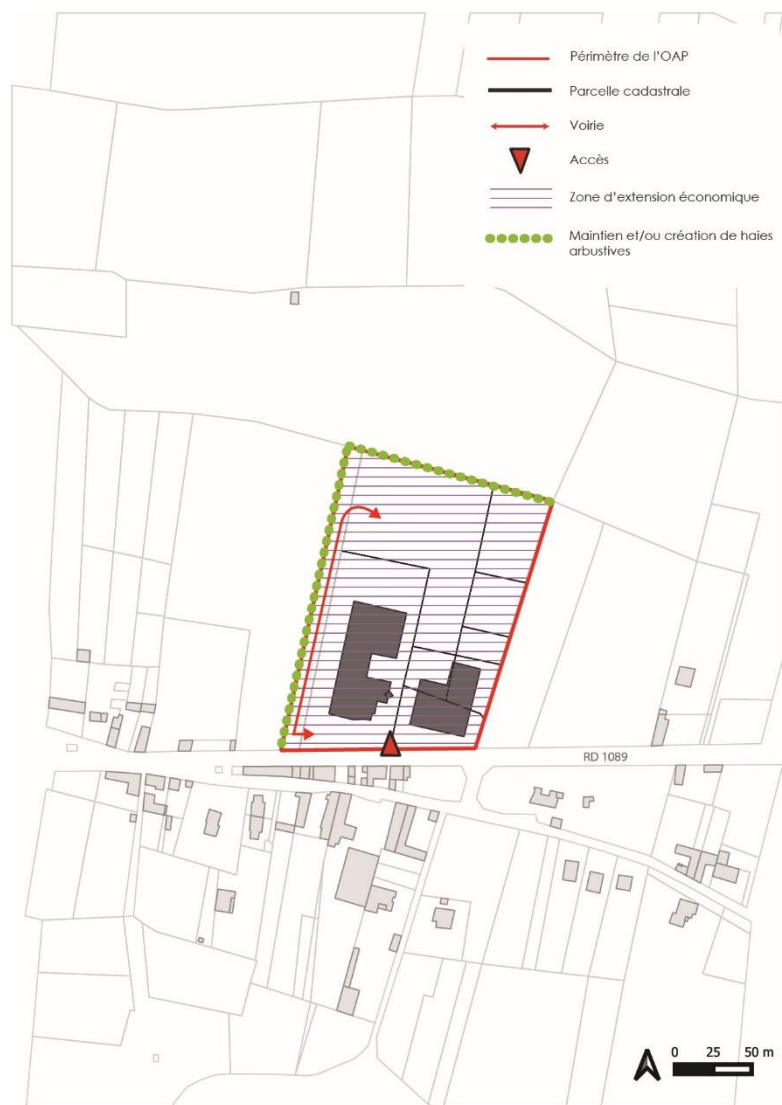 Périmètre de l'OAP
Parcelle cadastrale
Voirie
Accès
Zone d'extension économique
Maintien et/ou création de haies
arbustives
RD 1089
0 25 50 m